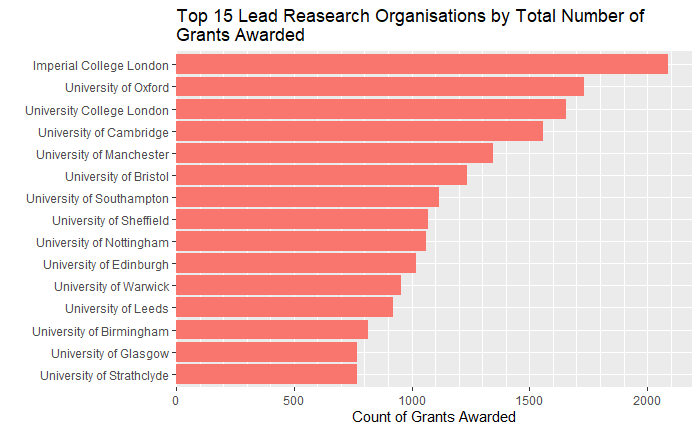 Top 15 Lead Reasearch Organisations by Total Number of
Grants Awarded
Imperial College London
University of Oxford
University College London
University of Cambridge
University of Manchester
University of Bristol
University of Southampton
University of Sheffield
University of Nottingham
University of Edinburgh
University of Warwick
University of Leeds
University of Birmingham
University of Glasgow
University of Strathclyde
0 500 1000 1500 2000
Count of Grants Awarded